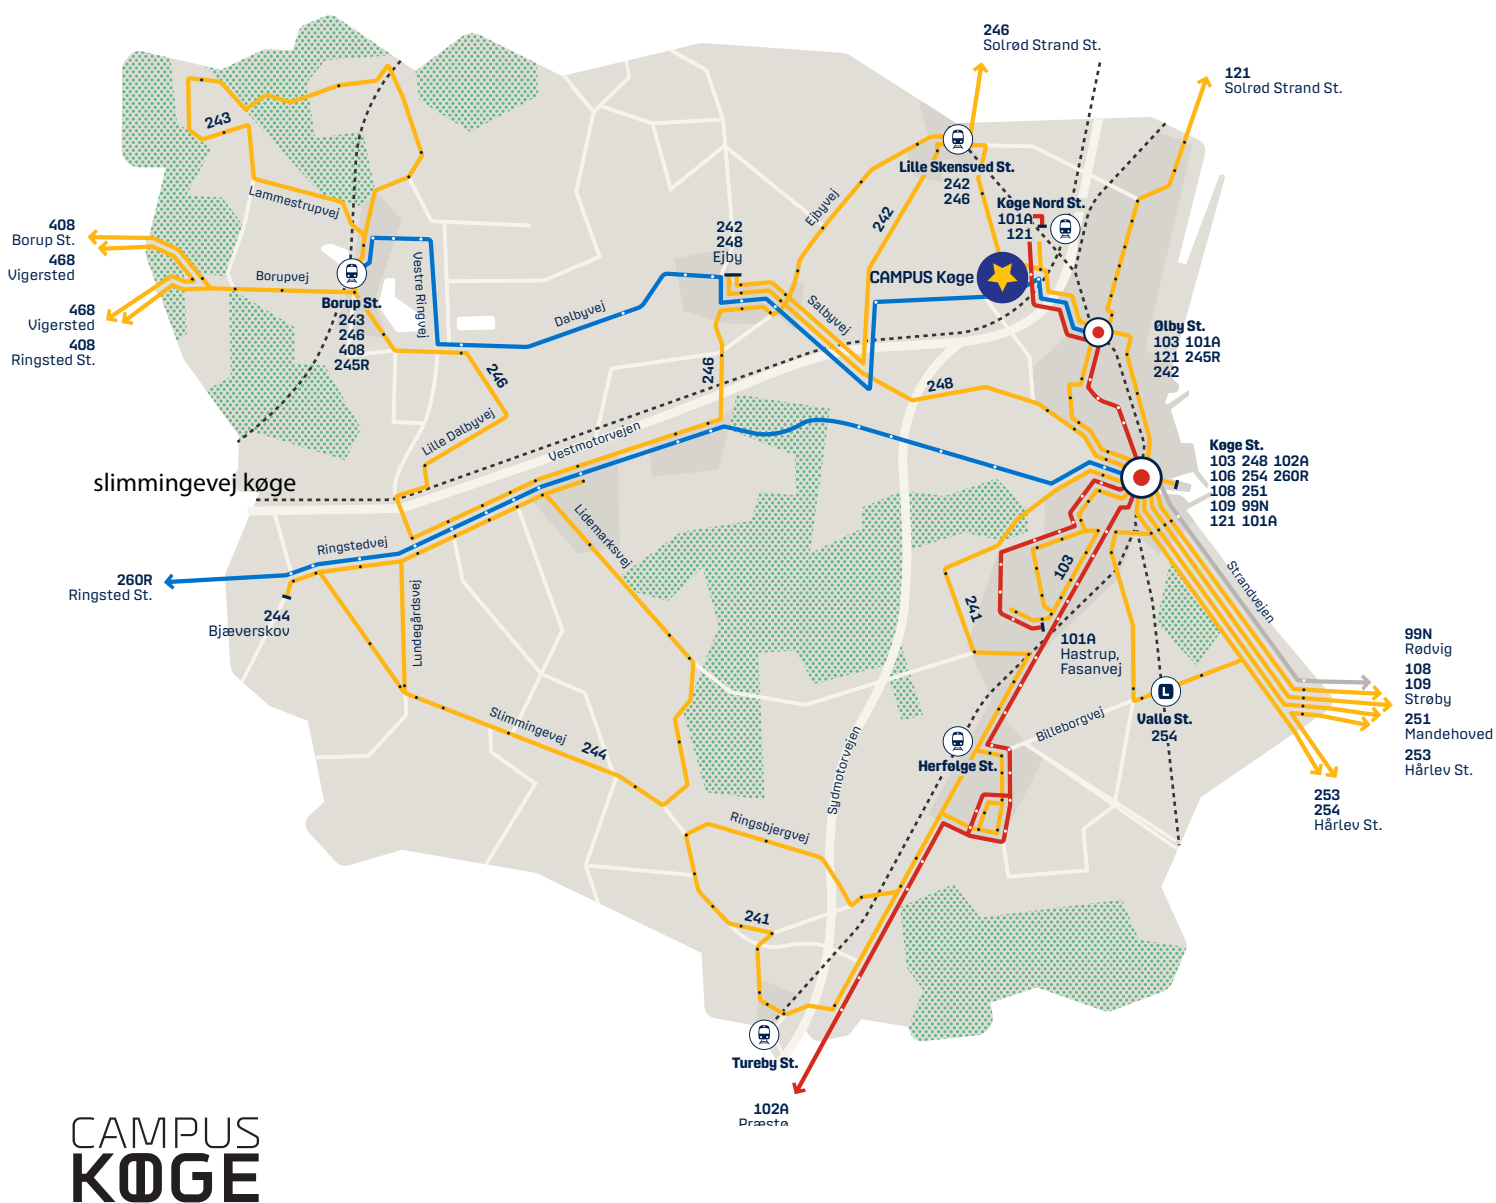 246
Solrød Strand St.
121
Solrød Strand St.
243
Lille Skensved St.
242
246
Lammestrupvej
Ejbyvej
242
Køge Nord St.
101A
121
408
Borup St.
468
Vigersted
242
248
Ejby
CAMPUS Køge
Borupvej
Vestre Ringvej
Borup St.
243
246
408
245R
468
Vigersted
408
Ringsted St.
Dalbyvej
Salbyvej
Ølby St.
103 101A
121 245R
242
246
246
248
Lille Dalbyvej
Vestmotorvejen
Køge St.
103 248 102A
106 254 260R
108 251
109 99N
121 101A
slimmingevej køge
Lidemarksvej
Ringstedvej
260R
Ringsted St.
103
Strandvejen
244
Bjæverskov
Lundegårdsvej
241
101A
Hastrup,
Fasanvej
99N
Rødvig
108
109
Strøby
251
Mandehoved
253
Hårlev St.
Vallø St.
254
L
Slimmingevej
244
Billeborgvej
Sydmotorvejen
Herfølge St.
253
254
Hårlev St.
Ringsbjergvej
241
Tureby St.
102A
Præstø
CAMPUS
KØGE